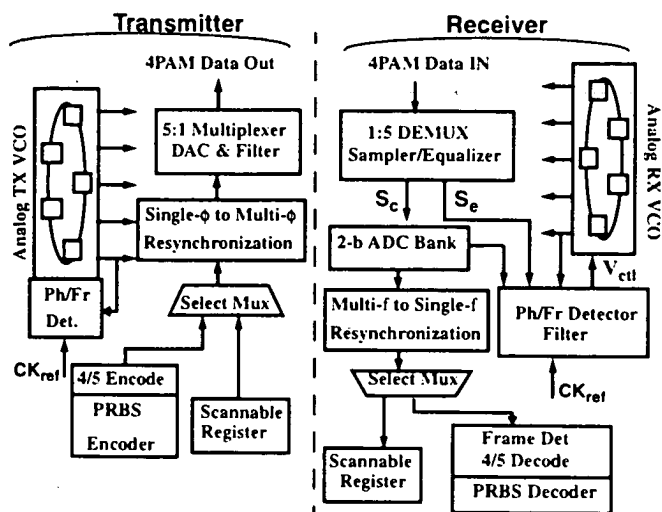 Transmitter
4PAM Data Out
Analog TX VCO
5:1 Multiplexer
DAC & Filter
Single-ϕ to Multi-ϕ
Resynchronization
Ph/Fr
Det.
Select Mux
CKref
4/5 Encode
PRBS
Encoder
Scannable
Register
Receiver
4PAM Data IN
1:5 DEMUX
Sampler/Equalizer
Analog RX VCO
Sc
Se
2-b ADC Bank
Vctl
Multi-f to Single-f
Resynchronization
Ph/Fr Detector
Filter
Select Mux
CKref
Scannable
Register
Frame Det
4/5 Decode
PRBS Decoder